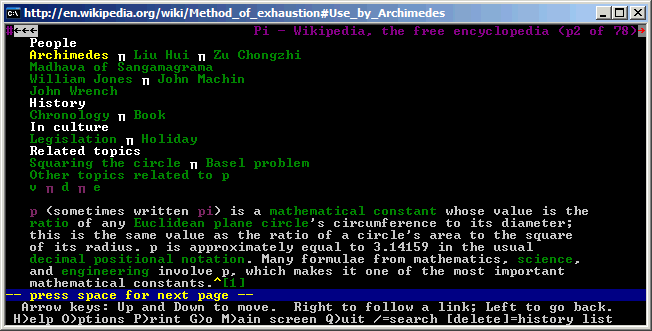 http://en.wikipedia.org/wiki/Method_of_exhaustion#Use_by_Archimedes
#←←← Pi - Wikipedia, the free encyclopedia (p2 of 78)→
People
Archimedes π Liu Hui π Zu Chongzhi
Madhava of Sangamagrama
William Jones π John Machin
John Wrench
History
Chronology π Book
In culture
Legislation π Holiday
Related topics
Squaring the circle π Basel problem
Other topics related to p
v π d π e
p (sometimes written pi) is a mathematical constant whose value is the
ratio of any Euclidean plane circle's circumference to its diameter;
this is the same value as the ratio of a circle's area to the square
of its radius. p is approximately equal to 3.14159 in the usual
decimal positional notation. Many formulae from mathematics, science,
and engineering involve p, which makes it one of the most important
mathematical constants.^[1]
-- press space for next page --
Arrow keys: Up and Down to move.  Right to follow a link; Left to go back.
H)elp O)ptions P)rint G)o M)ain screen Q)uit /=search [delete]=history list